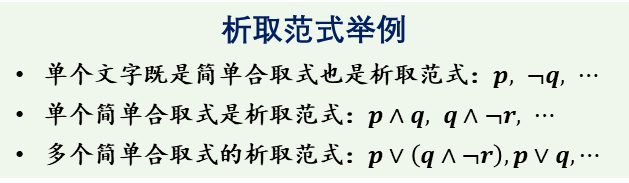 析取范式举例
• 单个文字既是简单合取式也是析取范式：p, ¬q, ⋯
• 单个简单合取式是析取范式：p ∧ q, q ∧ ¬r, ⋯
• 多个简单合取式的析取范式：p ∨ (q ∧ ¬r), p ∨ q, ⋯